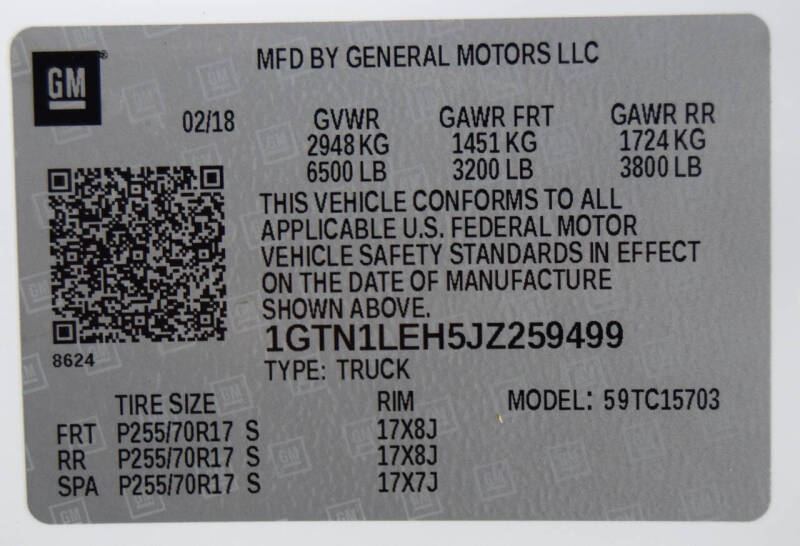 GM
MFD BY GENERAL MOTORS LLC
02/18 GVWR GAWR FRT GAWR RR
2948 KG 1451 KG 1724 KG
6500 LB 3200 LB 3800 LB
THIS VEHICLE CONFORMS TO ALL
APPLICABLE U.S. FEDERAL MOTOR
VEHICLE SAFETY STANDARDS IN EFFECT
ON THE DATE OF MANUFACTURE
SHOWN ABOVE.
1GTN1LEH5JZ259499
8624
TYPE: TRUCK
TIRE SIZE RIM MODEL: 59TC15703
FRT P255/70R17 S 17X8J
RR P255/70R17 S 17X8J
SPA P255/70R17 S 17X7J